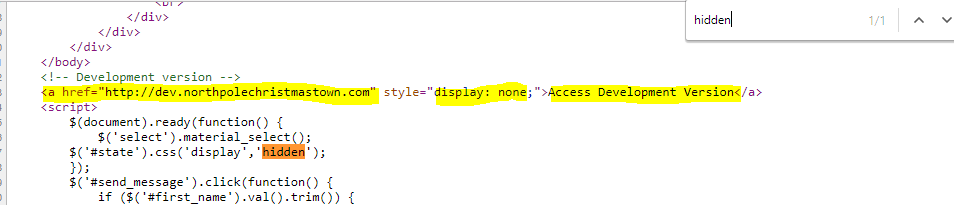 <br>
hidden
1/1
</div>
</div>
</div>
</body>
<!-- Development version -->
<a href="http://dev.northpolechristmastown.com" style="display: none;">Access Development Version</a>
<script>
$(document).ready(function() {
$('select').material_select();
$('#state').css('display','hidden');
});
$('#send_message').click(function() {
if ($('#first_name').val().trim()) {